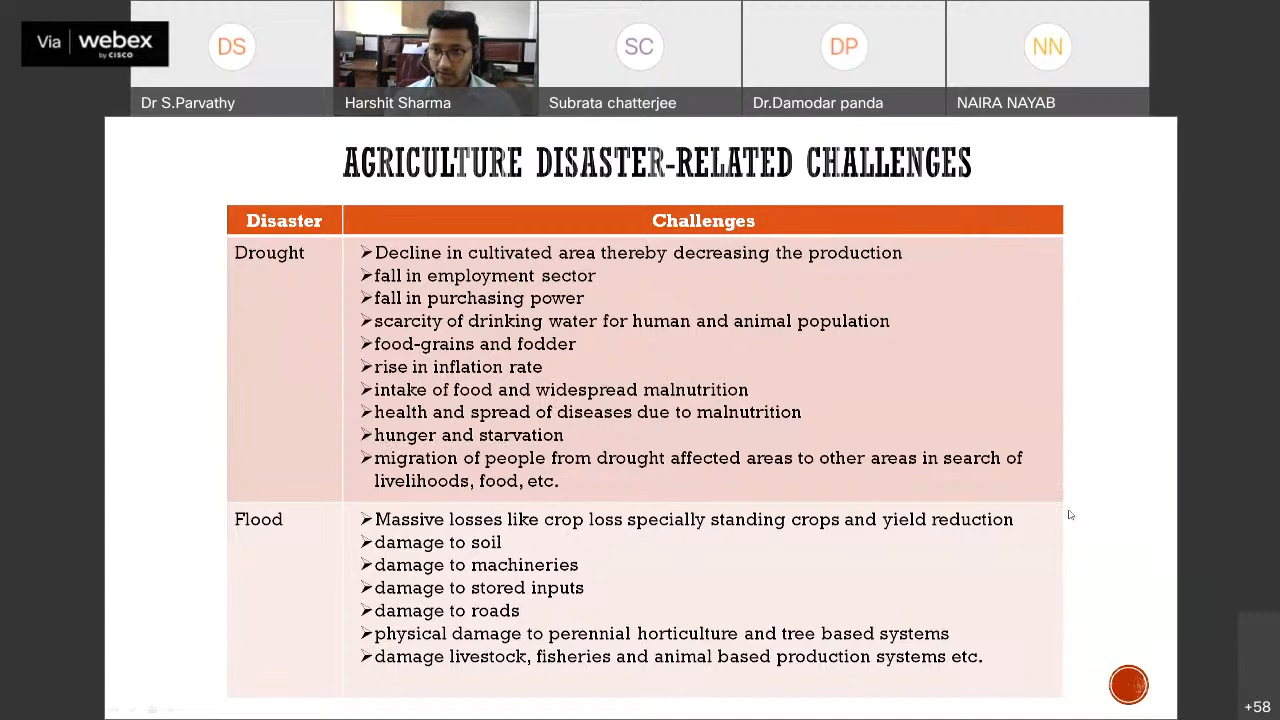 Via webex
by CISCO
DS
SC
DP
NN
Dr S.Parvathy
Harshit Sharma
Subrata chatterjee
Dr.Damodar panda
NAIRA NAYAB
AGRICULTURE DISASTER-RELATED CHALLENGES
Disaster
Challenges
Drought
➢Decline in cultivated area thereby decreasing the production
➢fall in employment sector
➢fall in purchasing power
➢scarcity of drinking water for human and animal population
➢food-grains and fodder
➢rise in inflation rate
➢intake of food and widespread malnutrition
➢health and spread of diseases due to malnutrition
➢hunger and starvation
➢migration of people from drought affected areas to other areas in search of
livelihoods, food, etc.
Flood
➢Massive losses like crop loss specially standing crops and yield reduction
➢damage to soil
➢damage to machineries
➢damage to stored inputs
➢damage to roads
➢physical damage to perennial horticulture and tree based systems
➢damage livestock, fisheries and animal based production systems etc.
+58